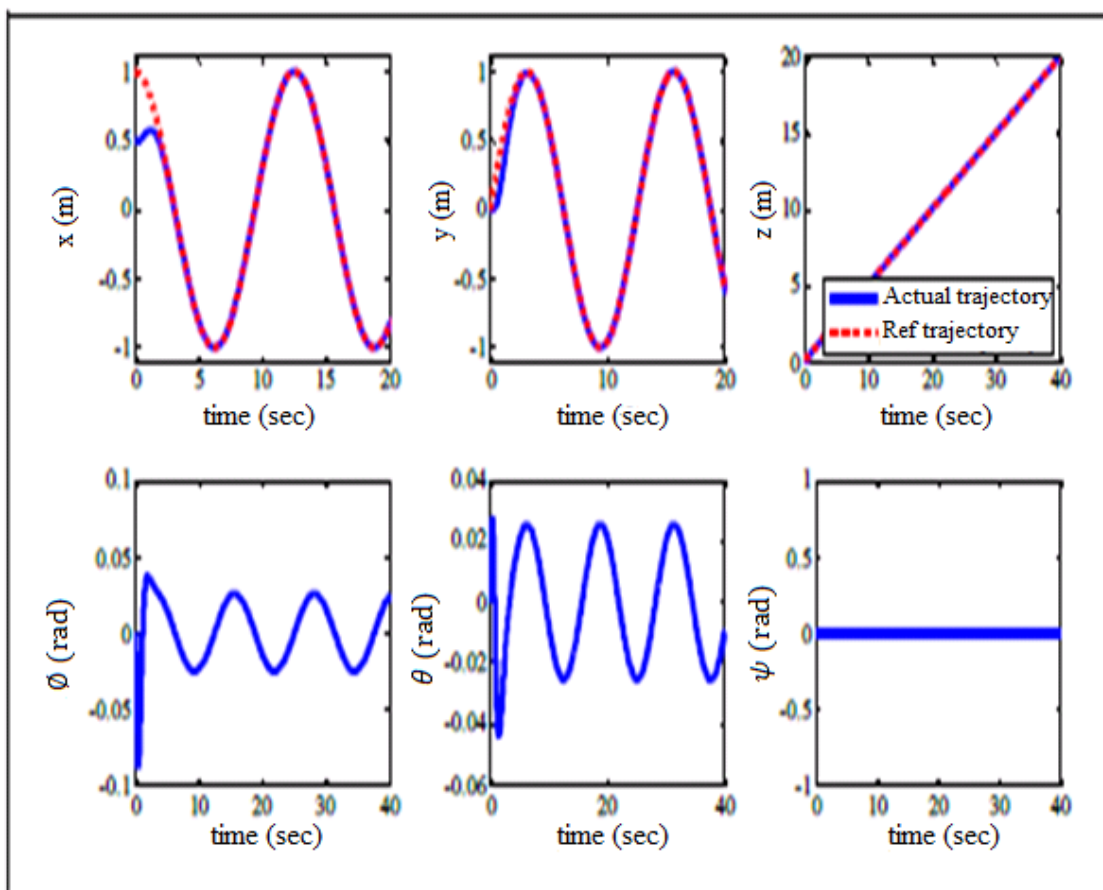 1
0.5
0
-0.5
-1
x (m)
0 5 10 15 20
time (sec)
1
0.5
0
-0.5
-1
y (m)
0 10 20
time (sec)
20
15
10
5
0
z (m)
Actual trajectory
Ref trajectory
0 10 20 30 40
time (sec)
0.1
0.05
0
-0.05
-0.1
Ø (rad)
0 10 20 30 40
time (sec)
0.04
0.02
0
-0.02
-0.04
-0.06
θ (rad)
0 20 40
time (sec)
1
0.5
0
-0.5
-1
ψ (rad)
0 10 20 30 40
time (sec)